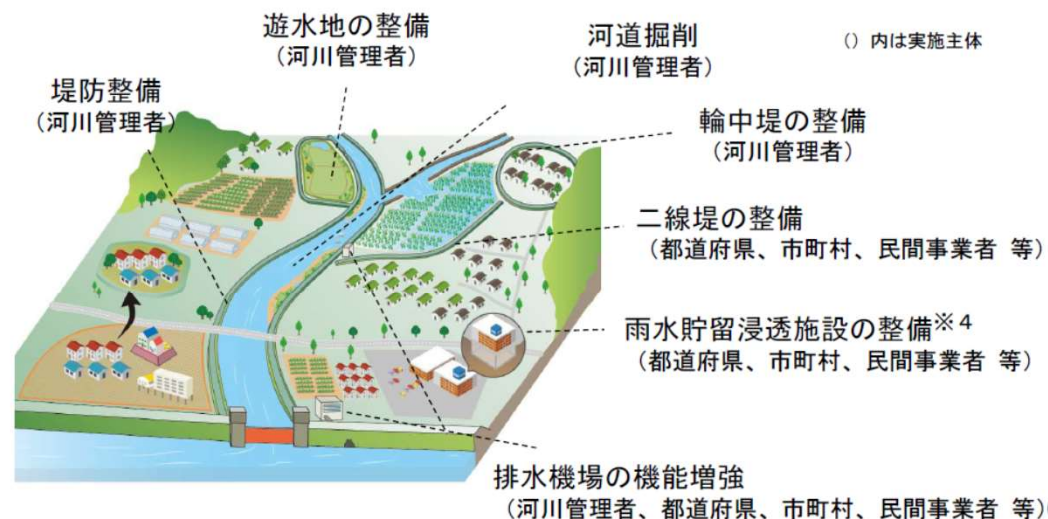 遊水地の整備
(河川管理者)
河道掘削
(河川管理者)
() 内は実施主体
堤防整備
(河川管理者)
輪中堤の整備
(河川管理者)
二線堤の整備
(都道府県、市町村、民間事業者 等)
雨水貯留浸透施設の整備※4
(都道府県、市町村、民間事業者 等)
排水機場の機能増強
(河川管理者、都道府県、市町村、民間事業者 等)